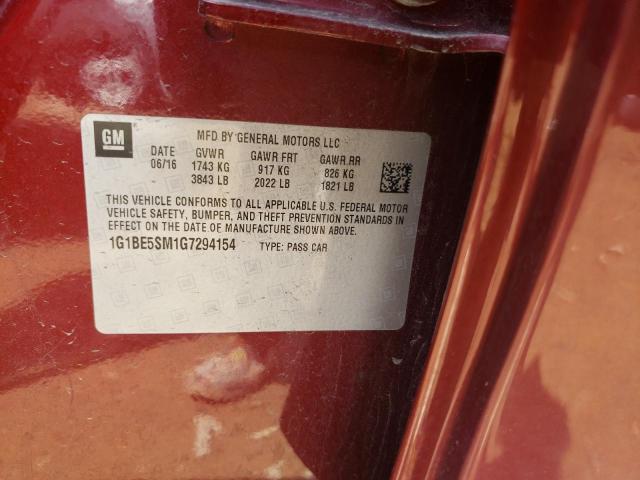 GM
MFD BY GENERAL MOTORS LLC
DATE GVWR GAWR FRT GAWR RR
06/16 1743 KG 917 KG 826 KG
3843 LB 2022 LB 1821 LB
THIS VEHICLE CONFORMS TO ALL APPLICABLE U.S. FEDERAL MOTOR
VEHICLE SAFETY, BUMPER, AND THEFT PREVENTION STANDARDS IN
EFFECT ON THE DATE OF MANUFACTURE SHOWN ABOVE.
1G1BE5SM1G7294154 TYPE: PASS CAR